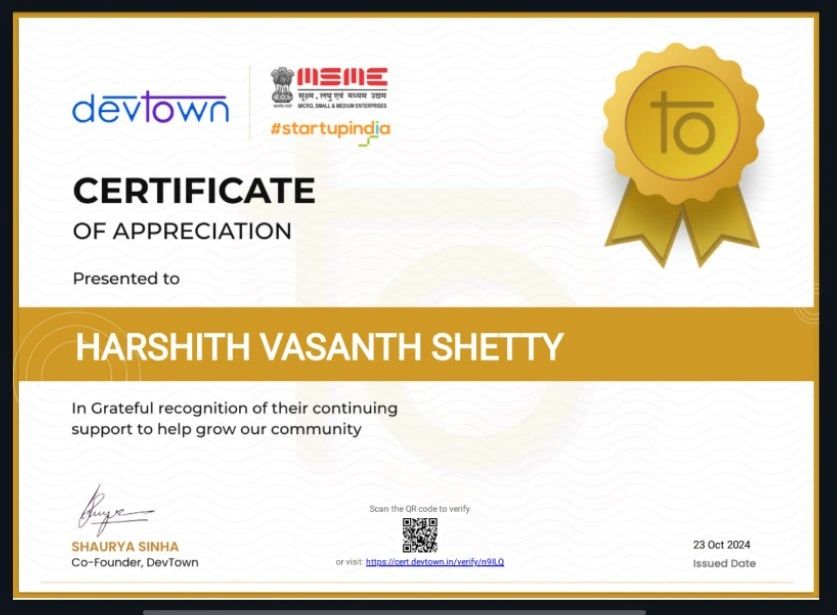 devtown
MSME
सूक्ष्म, लघु एवं मध्यम उद्यम
MICRO, SMALL & MEDIUM ENTERPRISES
#startupindia
to
CERTIFICATE
OF APPRECIATION
Presented to
HARSHITH VASANTH SHETTY
In Grateful recognition of their continuing
support to help grow our community
SHAURYA SINHA
Co-Founder, DevTown
Scan the QR code to verify
or visit: https://cert.devtown.in/verify/n9lLQ
23 Oct 2024
Issued Date